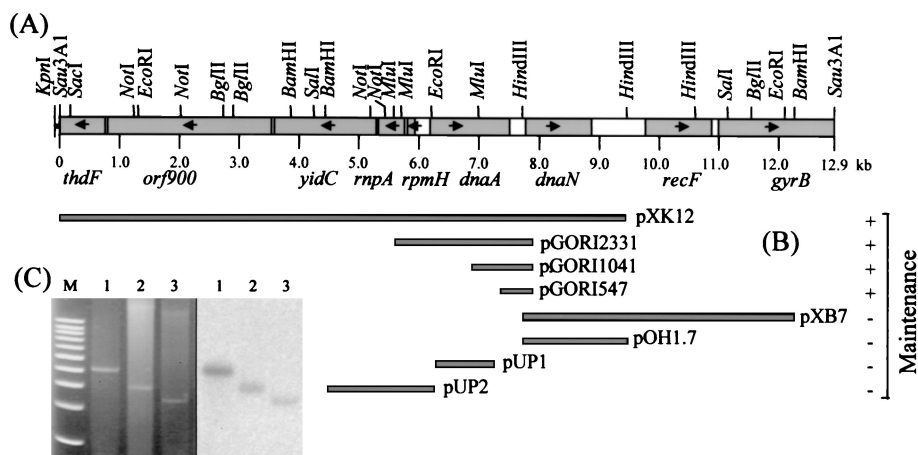 (A)
KpnI Sau3A1 SacI NotI EcoRI NotI BglII BglII BamHI SalI BamHI NotI NotI MluI MluI EcoRI MluI HindIII HindIII HindIII SalI BglII EcoRI BamHI Sau3A1
0 1.0 2.0 3.0 4.0 5.0 6.0 7.0 8.0 9.0 10.0 11.0 12.0 12.9 kb
thdF orf900 yidC rnpA rpmH dnaA dnaN recF gyrB
(B)
pXK12 +
pGORI2331 +
pGORI1041 +
pGORI547 +
pXB7 -
pOH1.7 -
pUP1 -
pUP2 -
Maintenance
(C)
M 1 2 3 1 2 3